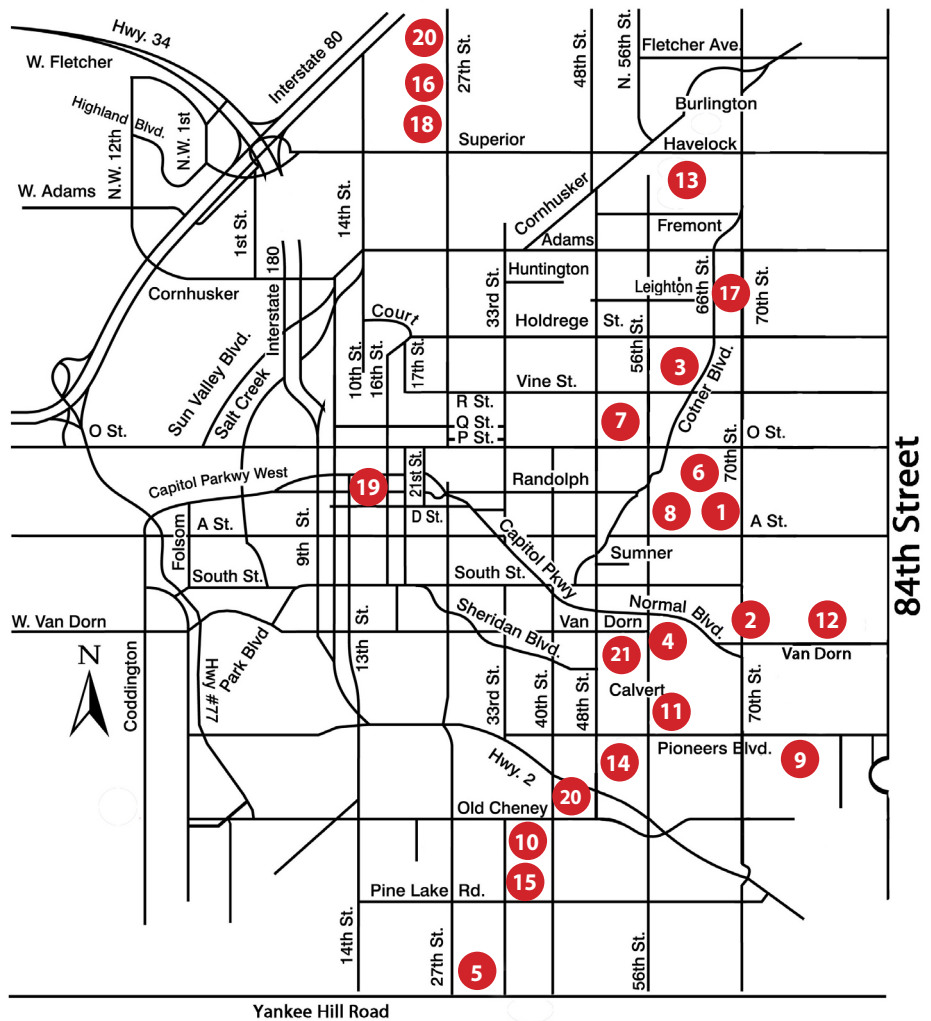 Hwy. 34
W. Fletcher
Interstate 80
20
27th St.
48th St.
N. 56th St.
Fletcher Ave.
16
Highland Blvd.
N.W. 1st
N.W. 12th
18
Burlington
Superior
Havelock
W. Adams
13
14th St.
1st St.
Cornhusker
Fremont
Adams
Interstate 180
33rd St.
Huntington
Leighton
66th St.
17
70th St.
Cornhusker
Court
Holdrege St.
56th St.
Sun Valley Blvd.
Salt Creek
10th St.
16th St.
17th St.
3
Cotner Blvd.
Vine St.
R St.
Q St.
P St.
7
O St.
O St.
70th St.
84th Street
Capitol Parkway West
19
21st St.
Randolph
6
8
1
D St.
A St.
A St.
Folsom
9th St.
Capitol Pkwy
Sumner
South St.
South St.
W. Van Dorn
Park Blvd
13th St.
Sheridan Blvd.
Van Dorn
Normal Blvd.
2
12
4
21
Van Dorn
N
Coddington
Hwy #77
33rd St.
40th St.
48th St.
Calvert
11
70th St.
Pioneers Blvd.
9
14
Hwy. 2
20
Old Cheney
10
15
Pine Lake Rd.
14th St.
27th St.
5
56th St.
Yankee Hill Road